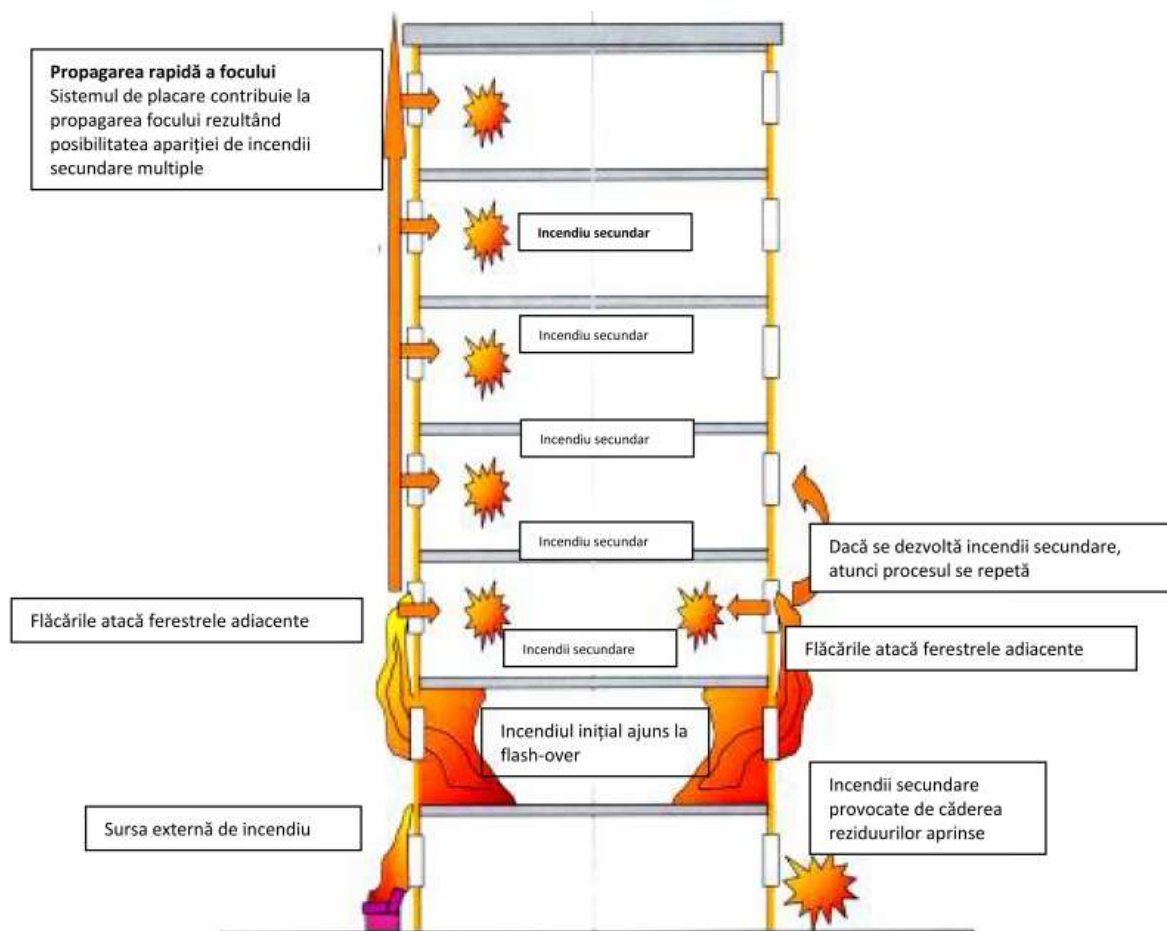 Propagarea rapidă a focului
Sistemul de placare contribuie la
propagarea focului rezultând
posibilitatea apariției de incendii
secundare multiple
Incendiu secundar
Incendiu secundar
Incendiu secundar
Incendiu secundar
Dacă se dezvoltă incendii secundare,
atunci procesul se repetă
Flăcările atacă ferestrele adiacente
Incendii secundare
Flăcările atacă ferestrele adiacente
Incendiul inițial ajuns la
flash-over
Incendii secundare
provocate de căderea
reziduurilor aprinse
Sursa externă de incendiu